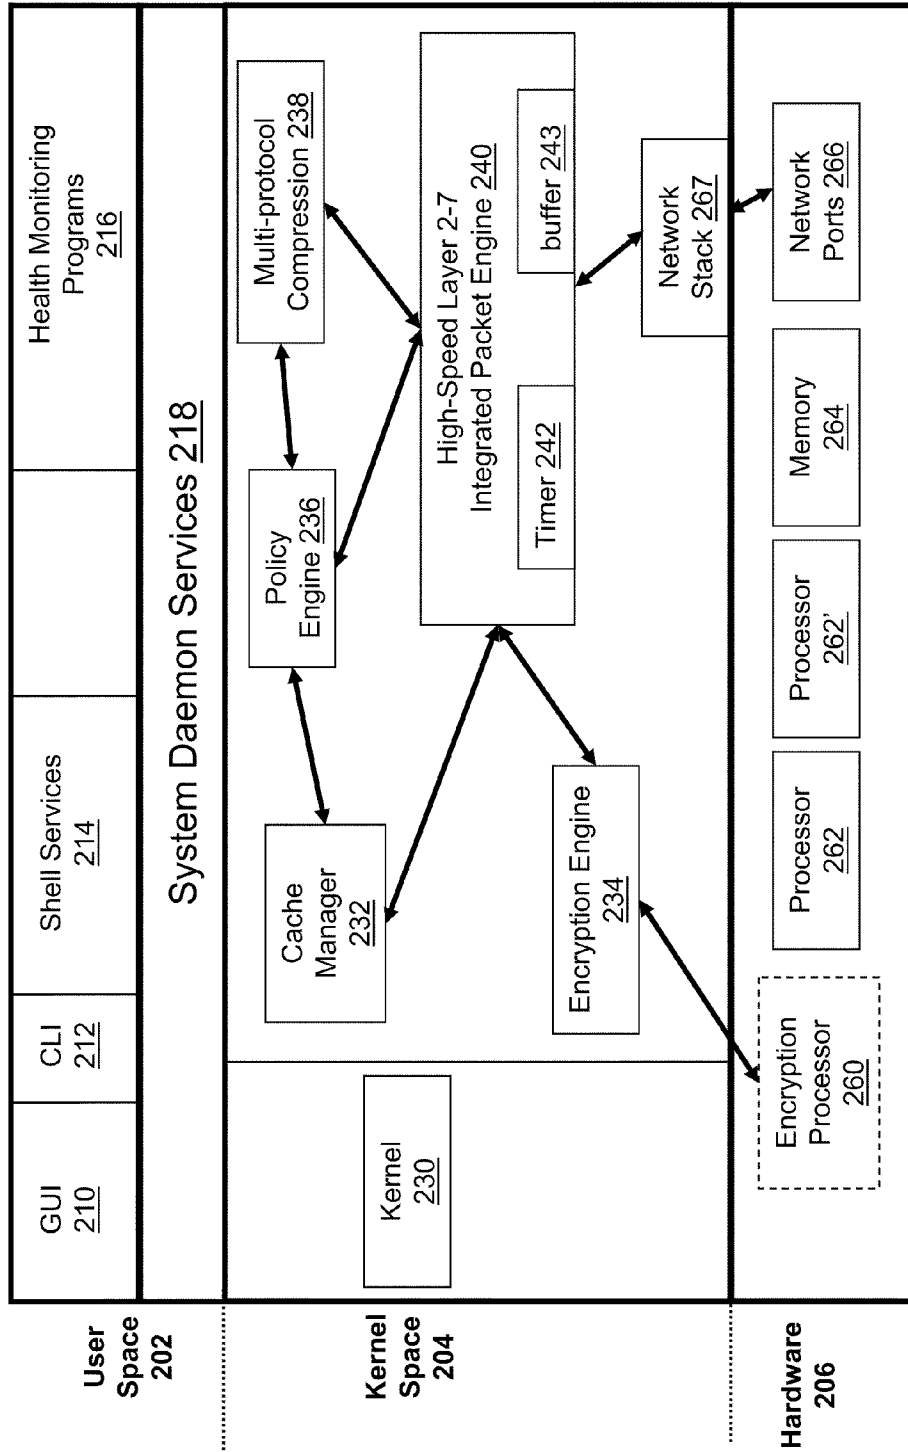 User
Space
202
GUI
210
CLI
212
Shell Services
214
Health Monitoring
Programs
216
System Daemon Services 218
Kernel
Space
204
Kernel
230
Cache
Manager
232
Policy
Engine 236
Multi-protocol
Compression 238
High-Speed Layer 2-7
Integrated Packet Engine 240
Timer 242
buffer 243
Encryption Engine
234
Network
Stack 267
Hardware
206
Encryption
Processor
260
Processor
262
Processor
262'
Memory
264
Network
Ports 266